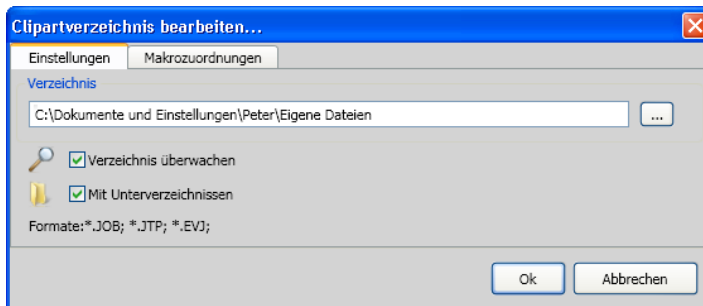 Clipartverzeichnis bearbeiten...
Einstellungen Makrozuordnungen
Verzeichnis
C:\Dokumente und Einstellungen\Peter\Eigene Dateien ...
Verzeichnis überwachen
Mit Unterverzeichnissen
Formate:*.JOB; *.JTP; *.EVJ;
Ok Abbrechen